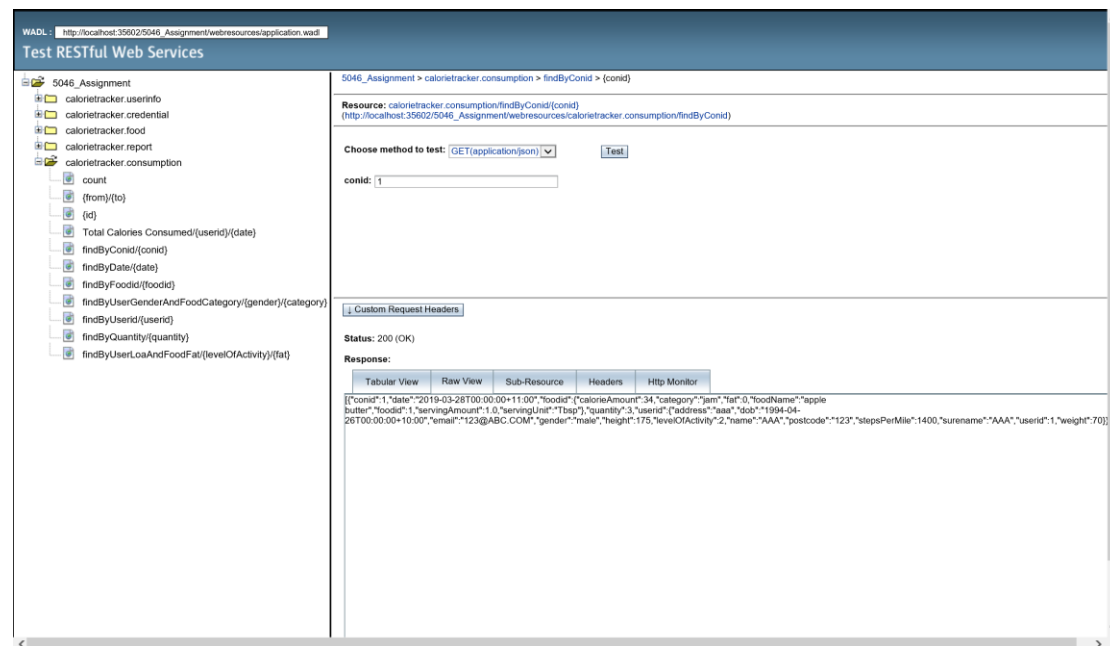 WADL : http://localhost:35602/5046_Assignment/webresources/application.wadl
Test RESTful Web Services
5046_Assignment
calorietracker.userinfo
calorietracker.credential
calorietracker.food
calorietracker.report
calorietracker.consumption
count
{from}/{to}
{id}
Total Calories Consumed/{userid}/{date}
findByConid/{conid}
findByDate/{date}
findByFoodid/{foodid}
findByUserGenderAndFoodCategory/{gender}/{category}
findByUserid/{userid}
findByQuantity/{quantity}
findByUserLoaAndFoodFat/{levelOfActivity}/{fat}
5046_Assignment > calorietracker.consumption > findByConid > {conid}
Resource: calorietracker.consumption/findByConid/{conid}
(http://localhost:35602/5046_Assignment/webresources/calorietracker.consumption/findByConid)
Choose method to test: GET(application/json) Test
conid: 1
↓ Custom Request Headers
Status: 200 (OK)
Response:
Tabular View Raw View Sub-Resource Headers Http Monitor
[{"conid":1,"date":"2019-03-28T00:00:00+11:00","foodid":{"calorieAmount":34,"category":"jam","fat":0,"foodName":"apple
butter","foodid":1,"servingAmount":1.0,"servingUnit":"Tbsp"},"quantity":3,"userid":{"address":"aaa","dob":"1994-04-
26T00:00:00+10:00","email":"123@ABC.COM","gender":"male","height":175,"levelOfActivity":2,"name":"AAA","postcode":"123","stepsPerMile":1400,"surename":"AAA","userid":1,"weight":70}}]